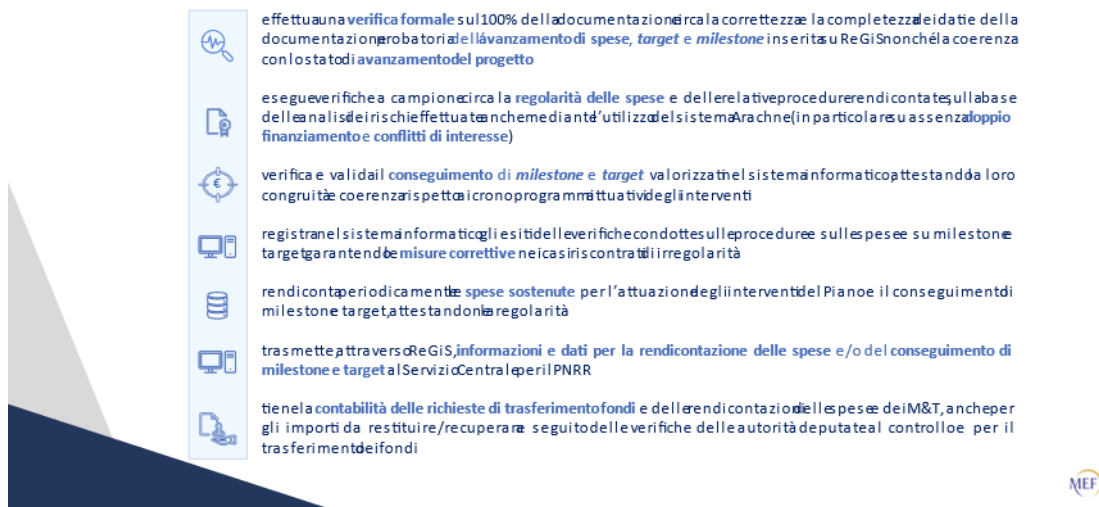 effettua una verifica formale sul 100% della documentazione circa la correttezza e la completezza dei dati e della
documentazione probatoria dell'avanzamento di spese, target e milestone inserita su ReGiS nonché la coerenza
con lo stato di avanzamento del progetto
esegue verifiche a campione circa la regolarità delle spese e delle relative procedure rendicontate, sulla base
delle analisi dei rischi effettuate anche mediante l'utilizzo del sistema Arachne (in particolare su assenza doppio
finanziamento e conflitti di interesse)
€
verifica e valida il conseguimento di milestone e target valorizzati nel sistema informatico, attestando la loro
congruità e coerenza rispetto ai cronoprogrammi attuativi degli interventi
registra nel sistema informatico gli esiti delle verifiche condotte sulle procedure e sulle spese e su milestone e
target garantendo le misure correttive nei casi riscontrati di irregolarità
rendiconta periodicamente le spese sostenute per l'attuazione degli interventi del Piano e il conseguimento di
milestone e target, attestandone la regolarità
trasmette, attraverso ReGiS, informazioni e dati per la rendicontazione delle spese e/o del conseguimento di
milestone e target al Servizio Centrale per il PNRR
tiene la contabilità delle richieste di trasferimento fondi e delle rendicontazioni delle spese e dei M&T, anche per
gli importi da restituire/recuperare a seguito delle verifiche delle autorità deputate al controllo e per il
trasferimento dei fondi
MEF